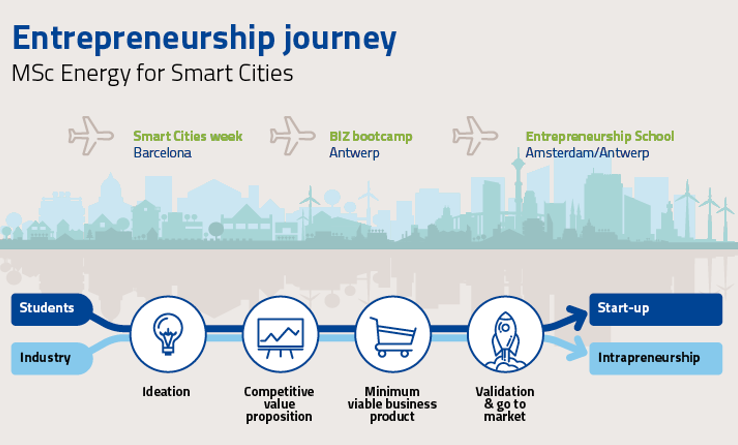 Entrepreneurship journey
MSc Energy for Smart Cities
Smart Cities week
Barcelona
BIZ bootcamp
Antwerp
Entrepreneurship School
Amsterdam/Antwerp
Students
Industry
Start-up
Intrapreneurship
Ideation
Competitive
value
proposition
Minimum
viable business
product
Validation
& go to
market